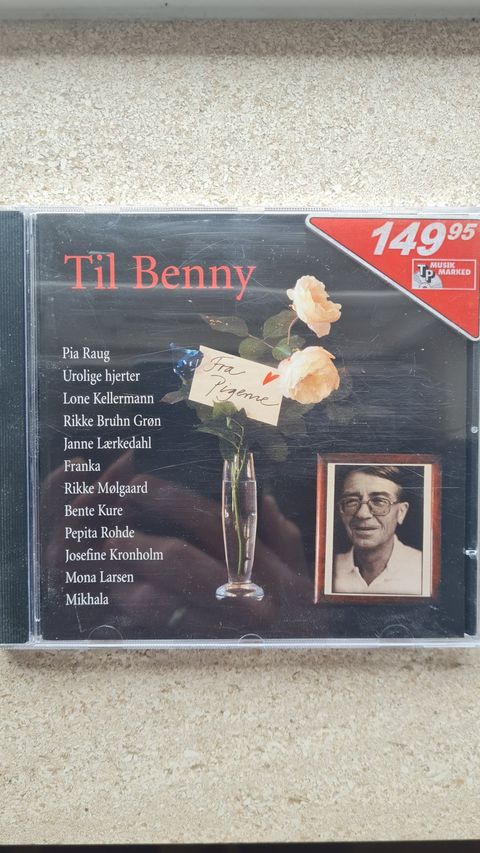 149 95
TP MUSIK
MARKED
Til Benny
Pia Raug
Urolige hjerter
Lone Kellermann
Rikke Bruhn Grøn
Janne Lærkedahl
Franka
Rikke Mølgaard
Bente Kure
Pepita Rohde
Josefine Kronholm
Mona Larsen
Mikhala
Fra
Pigerne